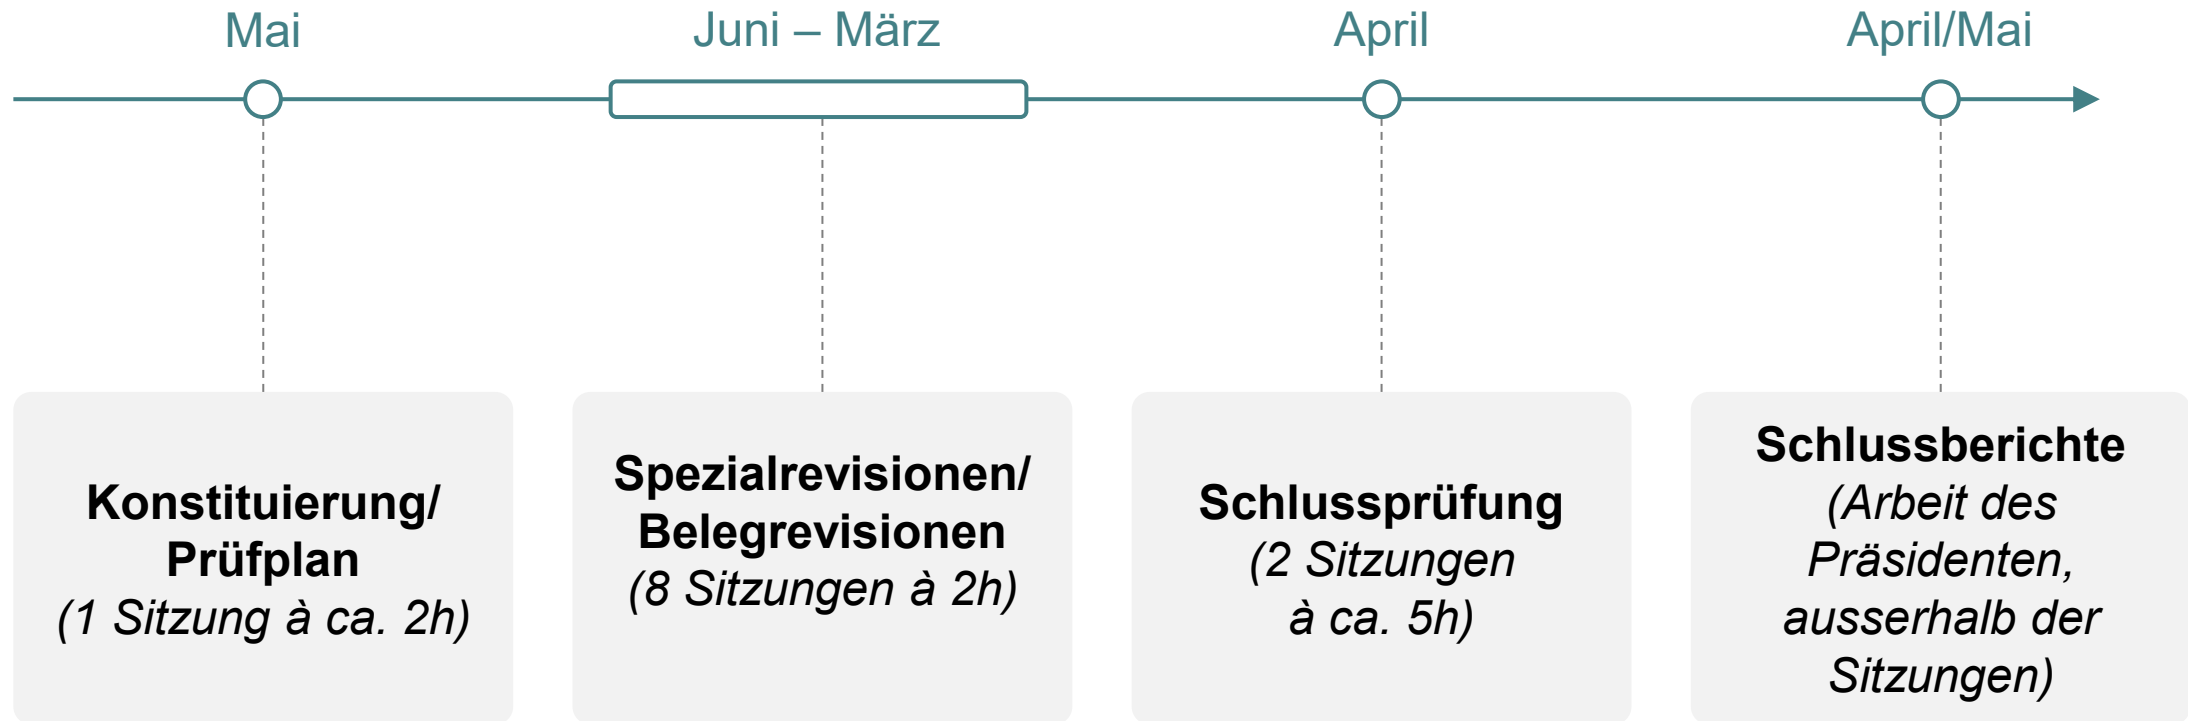 Mai
Juni – März
April
April/Mai
Konstituierung/
Prüfplan
(1 Sitzung à ca. 2h)
Spezialrevisionen/
Belegrevisionen
(8 Sitzungen à 2h)
Schlussprüfung
(2 Sitzungen
à ca. 5h)
Schlussberichte
(Arbeit des
Präsidenten,
ausserhalb der
Sitzungen)